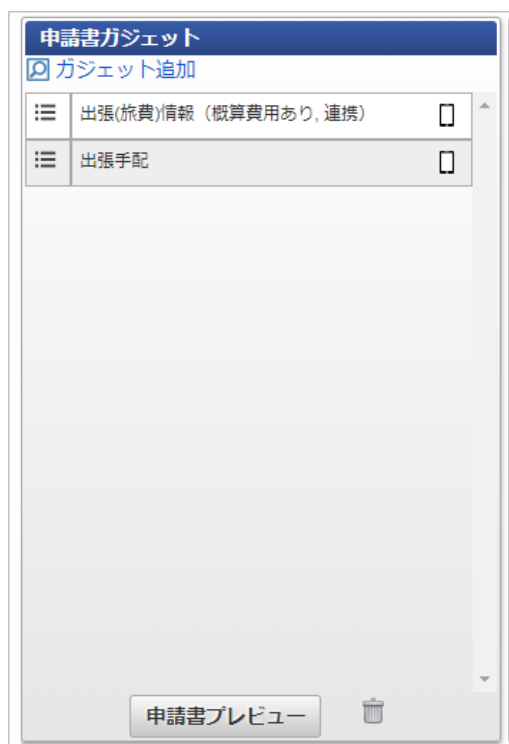 申請書ガジェット
ガジェット追加
出張(旅費)情報（概算費用あり, 連携）
出張手配
申請書プレビュー